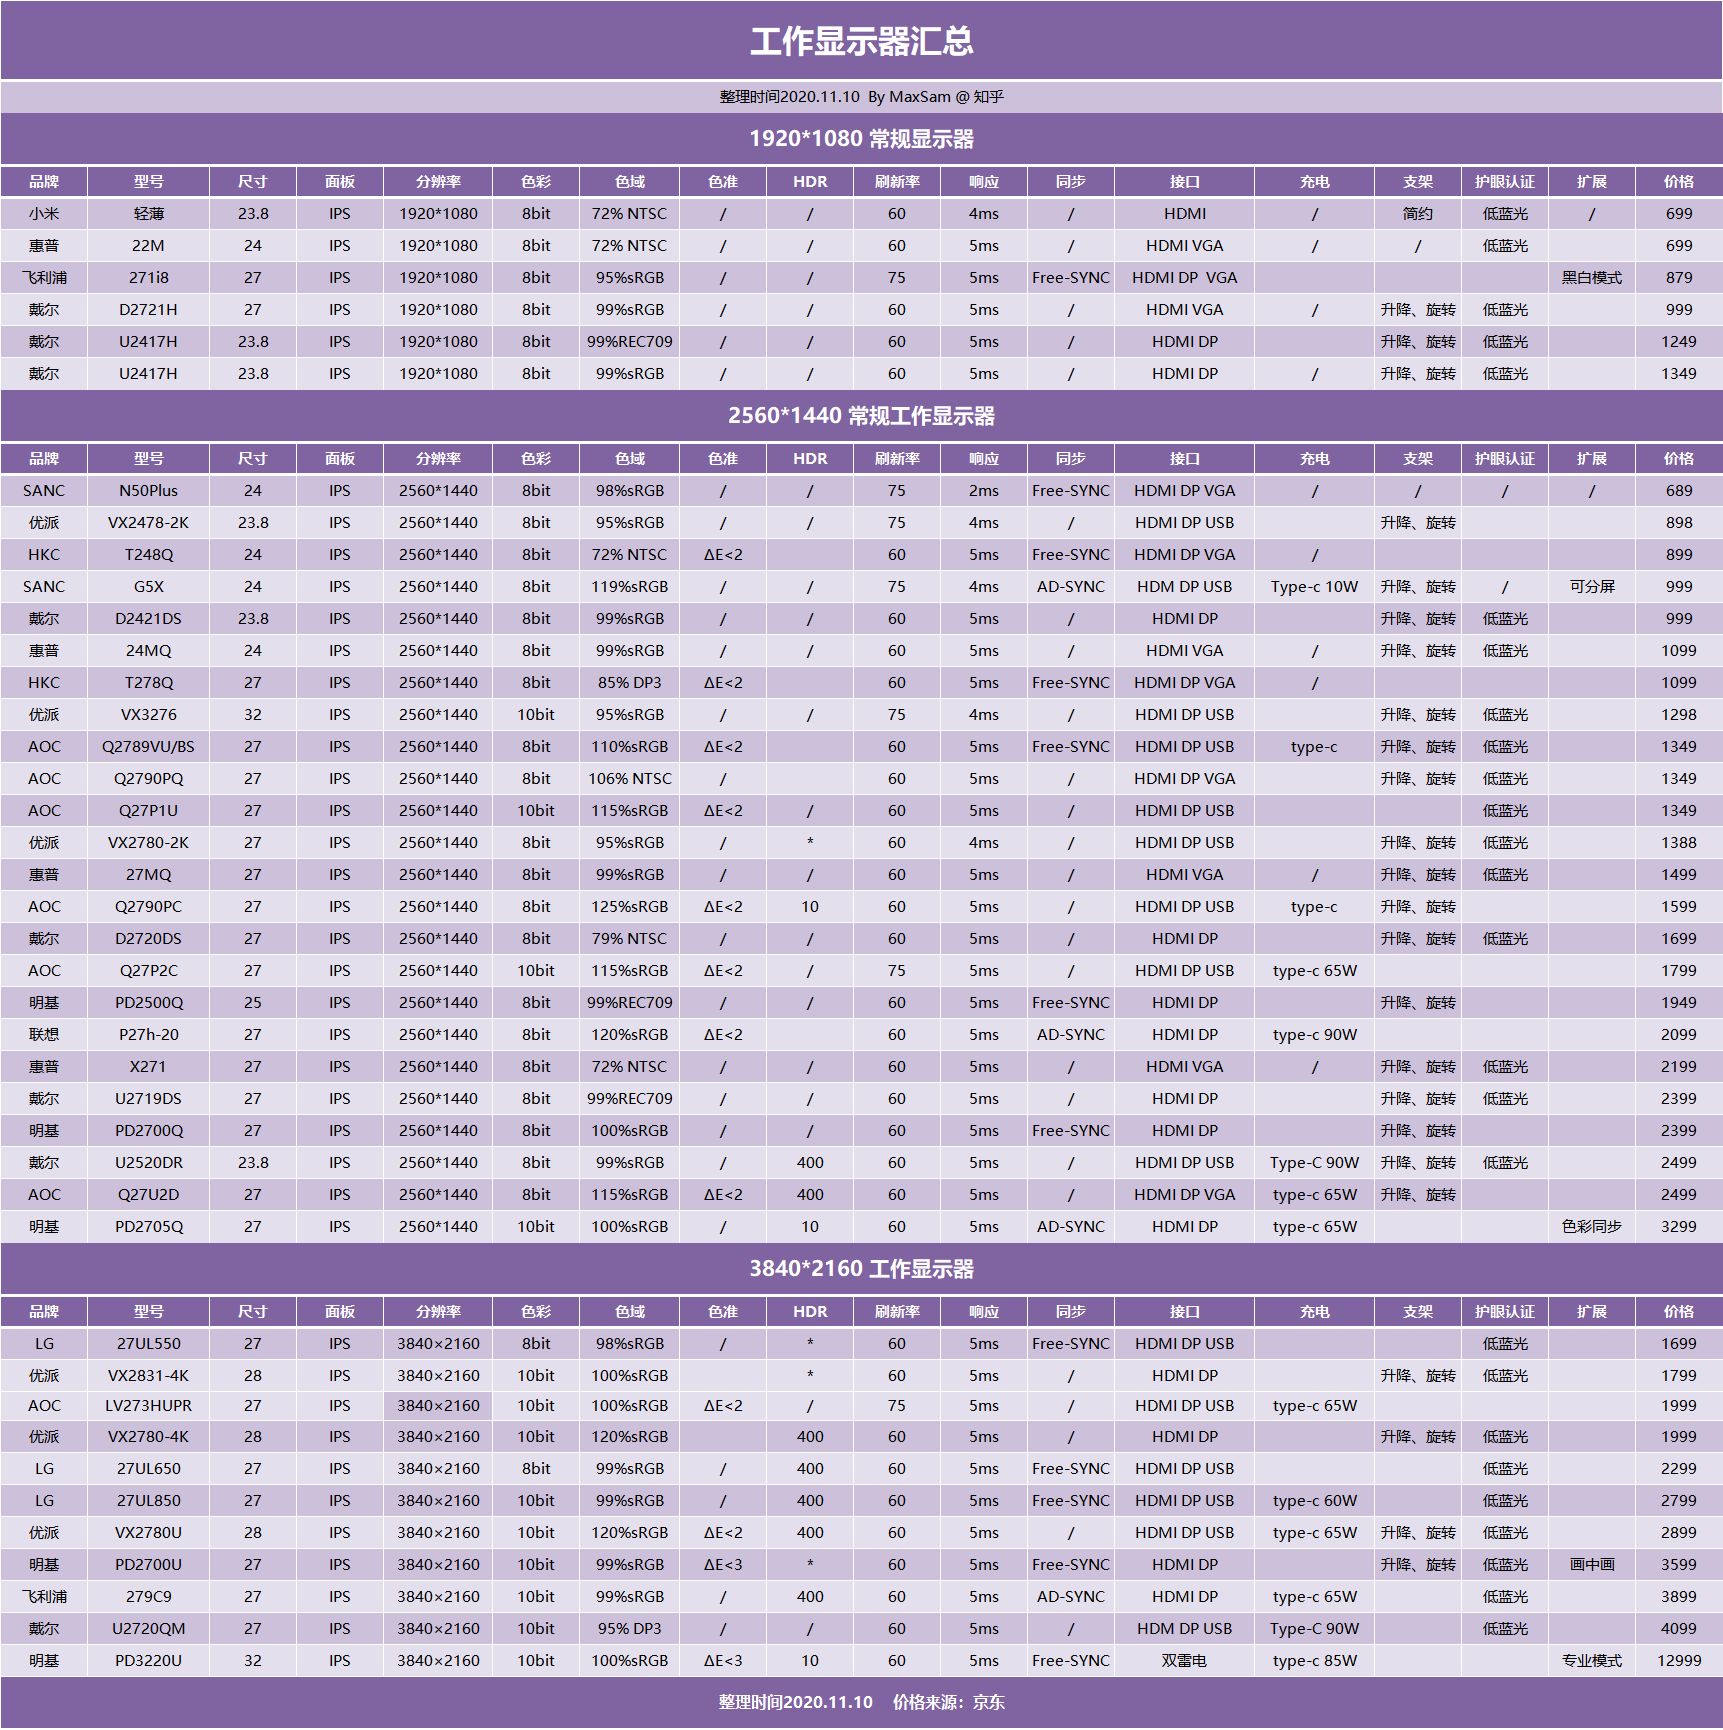 工作显示器汇总
整理时间2020.11.10 By MaxSam @ 知乎
1920*1080 常规显示器
品牌 型号 尺寸 面板 分辨率 色彩 色域 色准 HDR 刷新率 响应 同步 接口 充电 支架 护眼认证 扩展 价格
小米 轻薄 23.8 IPS 1920*1080 8bit 72% NTSC / / 60 4ms / HDMI / 简约 低蓝光 / 699
惠普 22M 24 IPS 1920*1080 8bit 72% NTSC / / 60 5ms / HDMI VGA / / 低蓝光 699
飞利浦 271i8 27 IPS 1920*1080 8bit 95%sRGB / / 75 5ms Free-SYNC HDMI DP VGA 黑白模式 879
戴尔 D2721H 27 IPS 1920*1080 8bit 99%sRGB / / 60 5ms / HDMI VGA / 升降、旋转 低蓝光 999
戴尔 U2417H 23.8 IPS 1920*1080 8bit 99%REC709 / / 60 5ms / HDMI DP 升降、旋转 低蓝光 1249
戴尔 U2417H 23.8 IPS 1920*1080 8bit 99%sRGB / / 60 5ms / HDMI DP / 升降、旋转 低蓝光 1349
2560*1440 常规工作显示器
品牌 型号 尺寸 面板 分辨率 色彩 色域 色准 HDR 刷新率 响应 同步 接口 充电 支架 护眼认证 扩展 价格
SANC N50Plus 24 IPS 2560*1440 8bit 98%sRGB / / 75 2ms Free-SYNC HDMI DP VGA / / / / 689
优派 VX2478-2K 23.8 IPS 2560*1440 8bit 95%sRGB / / 75 4ms / HDMI DP USB 升降、旋转 898
HKC T248Q 24 IPS 2560*1440 8bit 72% NTSC ΔE<2 60 5ms Free-SYNC HDMI DP VGA / 899
SANC G5X 24 IPS 2560*1440 8bit 119%sRGB / / 75 4ms AD-SYNC HDM DP USB Type-c 10W 升降、旋转 / 可分屏 999
戴尔 D2421DS 23.8 IPS 2560*1440 8bit 99%sRGB / / 60 5ms / HDMI DP 升降、旋转 低蓝光 999
惠普 24MQ 24 IPS 2560*1440 8bit 99%sRGB / / 60 5ms / HDMI VGA / 升降、旋转 低蓝光 1099
HKC T278Q 27 IPS 2560*1440 8bit 85% DP3 ΔE<2 60 5ms Free-SYNC HDMI DP VGA / 1099
优派 VX3276 32 IPS 2560*1440 10bit 95%sRGB / / 75 4ms / HDMI DP USB 升降、旋转 低蓝光 1298
AOC Q2789VU/BS 27 IPS 2560*1440 8bit 110%sRGB ΔE<2 60 5ms Free-SYNC HDMI DP USB type-c 升降、旋转 低蓝光 1349
AOC Q2790PQ 27 IPS 2560*1440 8bit 106% NTSC / 60 5ms / HDMI DP VGA 升降、旋转 低蓝光 1349
AOC Q27P1U 27 IPS 2560*1440 10bit 115%sRGB ΔE<2 / 60 5ms / HDMI DP USB 低蓝光 1349
优派 VX2780-2K 27 IPS 2560*1440 8bit 95%sRGB / * 60 4ms / HDMI DP USB 升降、旋转 低蓝光 1388
惠普 27MQ 27 IPS 2560*1440 8bit 99%sRGB / / 60 5ms / HDMI VGA / 升降、旋转 低蓝光 1499
AOC Q2790PC 27 IPS 2560*1440 8bit 125%sRGB ΔE<2 10 60 5ms / HDMI DP USB type-c 升降、旋转 1599
戴尔 D2720DS 27 IPS 2560*1440 8bit 79% NTSC / / 60 5ms / HDMI DP 升降、旋转 低蓝光 1699
AOC Q27P2C 27 IPS 2560*1440 10bit 115%sRGB ΔE<2 / 75 5ms / HDMI DP USB type-c 65W 1799
明基 PD2500Q 25 IPS 2560*1440 8bit 99%REC709 / / 60 5ms Free-SYNC HDMI DP 升降、旋转 1949
联想 P27h-20 27 IPS 2560*1440 8bit 120%sRGB ΔE<2 60 5ms AD-SYNC HDMI DP type-c 90W 2099
惠普 X271 27 IPS 2560*1440 8bit 72% NTSC / / 60 5ms / HDMI VGA / 升降、旋转 低蓝光 2199
戴尔 U2719DS 27 IPS 2560*1440 8bit 99%REC709 / / 60 5ms / HDMI DP 升降、旋转 低蓝光 2399
明基 PD2700Q 27 IPS 2560*1440 8bit 100%sRGB / / 60 5ms Free-SYNC HDMI DP 升降、旋转 2399
戴尔 U2520DR 23.8 IPS 2560*1440 8bit 99%sRGB / 400 60 5ms / HDMI DP USB Type-C 90W 升降、旋转 低蓝光 2499
AOC Q27U2D 27 IPS 2560*1440 8bit 115%sRGB ΔE<2 400 60 5ms / HDMI DP VGA type-c 65W 升降、旋转 2499
明基 PD2705Q 27 IPS 2560*1440 10bit 100%sRGB / 10 60 5ms AD-SYNC HDMI DP type-c 65W 色彩同步 3299
3840*2160 工作显示器
品牌 型号 尺寸 面板 分辨率 色彩 色域 色准 HDR 刷新率 响应 同步 接口 充电 支架 护眼认证 扩展 价格
LG 27UL550 27 IPS 3840×2160 8bit 98%sRGB / * 60 5ms Free-SYNC HDMI DP USB 低蓝光 1699
优派 VX2831-4K 28 IPS 3840×2160 10bit 100%sRGB * 60 5ms / HDMI DP 升降、旋转 低蓝光 1799
AOC LV273HUPR 27 IPS 3840×2160 10bit 100%sRGB ΔE<2 / 75 5ms / HDMI DP USB type-c 65W 1999
优派 VX2780-4K 28 IPS 3840×2160 10bit 120%sRGB 400 60 5ms / HDMI DP 升降、旋转 低蓝光 1999
LG 27UL650 27 IPS 3840×2160 8bit 99%sRGB / 400 60 5ms Free-SYNC HDMI DP USB 低蓝光 2299
LG 27UL850 27 IPS 3840×2160 10bit 99%sRGB / 400 60 5ms Free-SYNC HDMI DP USB type-c 60W 低蓝光 2799
优派 VX2780U 28 IPS 3840×2160 10bit 120%sRGB ΔE<2 400 60 5ms / HDMI DP USB type-c 65W 升降、旋转 低蓝光 2899
明基 PD2700U 27 IPS 3840×2160 10bit 99%sRGB ΔE<3 * 60 5ms Free-SYNC HDMI DP 升降、旋转 低蓝光 画中画 3599
飞利浦 279C9 27 IPS 3840×2160 10bit 99%sRGB / 400 60 5ms AD-SYNC HDMI DP type-c 65W 低蓝光 3899
戴尔 U2720QM 27 IPS 3840×2160 10bit 95% DP3 / / 60 5ms / HDM DP USB Type-C 90W 低蓝光 4099
明基 PD3220U 32 IPS 3840×2160 10bit 100%sRGB ΔE<3 10 60 5ms Free-SYNC 双雷电 type-c 85W 专业模式 12999
整理时间2020.11.10 价格来源：京东